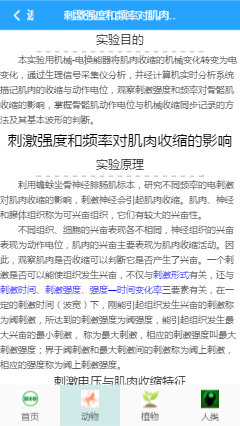 刺激强度和频率对肌肉...
实验目的
本实验用机械-电换能器将肌肉收缩的机械变化转变为电
变化，通过生理信号采集仪分析，并经计算机实时分析系统
描记肌肉的收缩与动作电位，观察刺激强度和频率对骨骼肌
收缩的影响，掌握骨骼肌动作电位与机械收缩同步记录的方
法及其基本波形的判断。
刺激强度和频率对肌肉收缩的影响
实验原理
利用蟾蜍坐骨神经腓肠肌标本，研究不同频率的电刺激
对肌肉收缩的影响，刺激神经会引起肌肉收缩。肌肉、神经
和腺体组织称为可兴奋组织，它们有较大的兴奋性。
不同组织、细胞的兴奋表现各不相同，神经组织的兴奋
表现为动作电位，肌肉的兴奋主要表现为肌肉收缩活动。因
此，观察肌肉是否收缩可以判断它是否产生了兴奋。一个刺
激是否可以能使组织发生兴奋，不仅与刺激形式有关，还与
刺激时间、刺激强度、强度—时间变化率三要素有关，在一
定的刺激时间（波宽）下，刚能引起组织发生兴奋的刺激称
为阈刺激，所达到的刺激强度为阈强度，能引起组织发生最
大兴奋的最小刺激，称为最大刺激，相应的刺激强度叫最大
刺激强度；界于阈刺激和最大刺激间的刺激称为阈上刺激，
相应的强度称为阈上刺激强度。
刺激电压与肌肉收缩特征
首页
动物
植物
人类